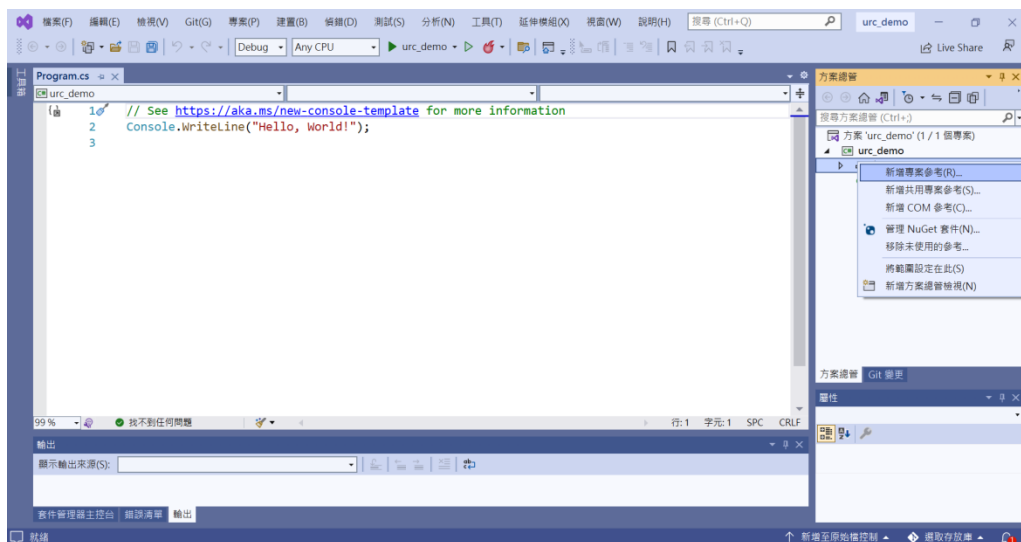 檔案(F) 編輯(E) 檢視(V) Git(G) 專案(P) 建置(B) 偵錯(D) 測試(S) 分析(N) 工具(T) 延伸模組(X) 視窗(W) 說明(H) 搜尋 (Ctrl+Q) urc_demo
Debug Any CPU urc_demo Live Share
工具箱
Program.cs
urc_demo
1 // See https://aka.ms/new-console-template for more information
2 Console.WriteLine("Hello, World!");
3
99 % 找不到任何問題 行: 1 字元: 1 SPC CRLF
輸出
顯示輸出來源(S):
套件管理器主控台 錯誤清單 輸出
方案總管
搜尋方案總管 (Ctrl+;)
方案 'urc_demo' (1 / 1 個專案)
urc_demo
新增專案參考(R)...
新增共用專案參考(S)...
新增 COM 參考(C)...
管理 NuGet 套件(N)...
移除未使用的參考...
將範圍設定在此(S)
新增方案總管檢視(N)
方案總管 Git 變更
屬性
就緒 新增至原始檔控制 選取存放庫 1